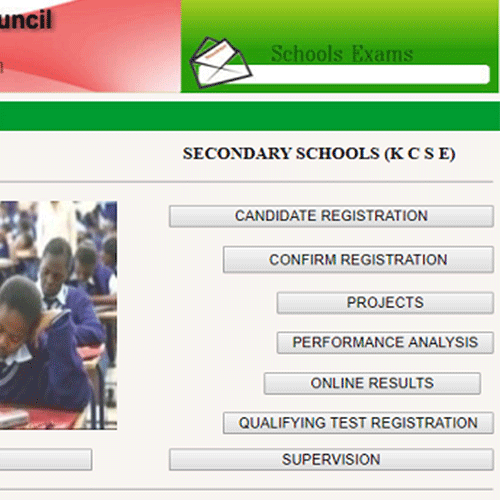 uncil
Schools Exams
SECONDARY SCHOOLS (K C S E)
CANDIDATE REGISTRATION
CONFIRM REGISTRATION
PROJECTS
PERFORMANCE ANALYSIS
ONLINE RESULTS
QUALIFYING TEST REGISTRATION
SUPERVISION